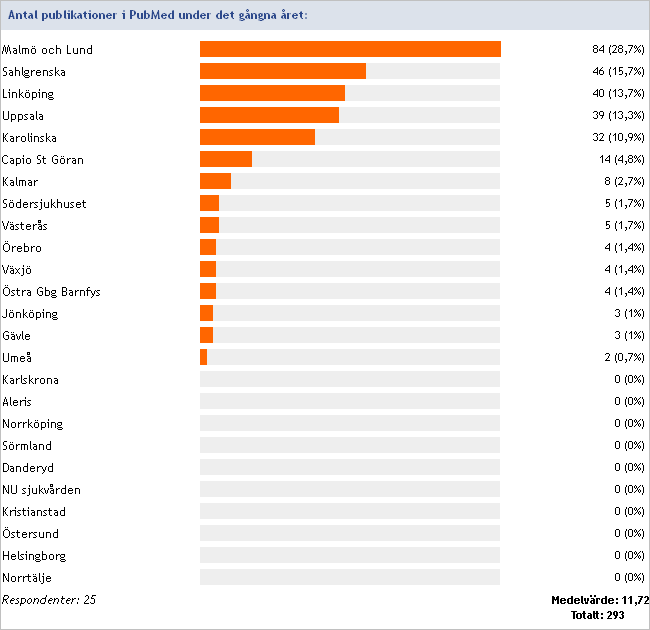 Antal publikationer i PubMed under det gångna året:
Malmö och Lund 84 (28,7%)
Sahlgrenska 46 (15,7%)
Linköping 40 (13,7%)
Uppsala 39 (13,3%)
Karolinska 32 (10,9%)
Capio St Göran 14 (4,8%)
Kalmar 8 (2,7%)
Södersjukhuset 5 (1,7%)
Västerås 5 (1,7%)
Örebro 4 (1,4%)
Växjö 4 (1,4%)
Östra Gbg Barnfys 4 (1,4%)
Jönköping 3 (1%)
Gävle 3 (1%)
Umeå 2 (0,7%)
Karlskrona 0 (0%)
Aleris 0 (0%)
Norrköping 0 (0%)
Sörmland 0 (0%)
Danderyd 0 (0%)
NU sjukvården 0 (0%)
Kristianstad 0 (0%)
Östersund 0 (0%)
Helsingborg 0 (0%)
Norrtälje 0 (0%)
Respondenter: 25 Medelvärde: 11,72
Totalt: 293